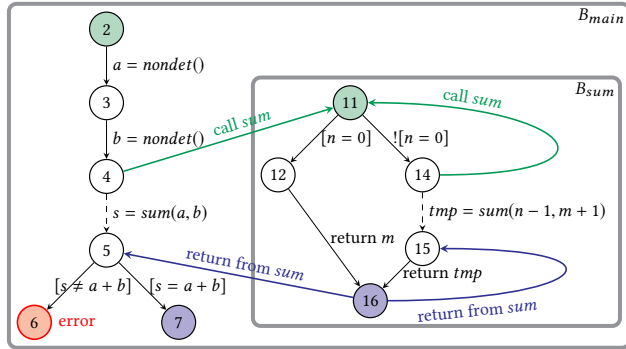 B_main
2
a = nondet()
3
b = nondet()
4
call sum
s = sum(a, b)
5
[s ≠ a + b]
[s = a + b]
6
error
7
B_sum
11
call sum
[n = 0]
![n = 0]
12
14
tmp = sum(n − 1, m + 1)
return m
15
return tmp
return from sum
16
return from sum